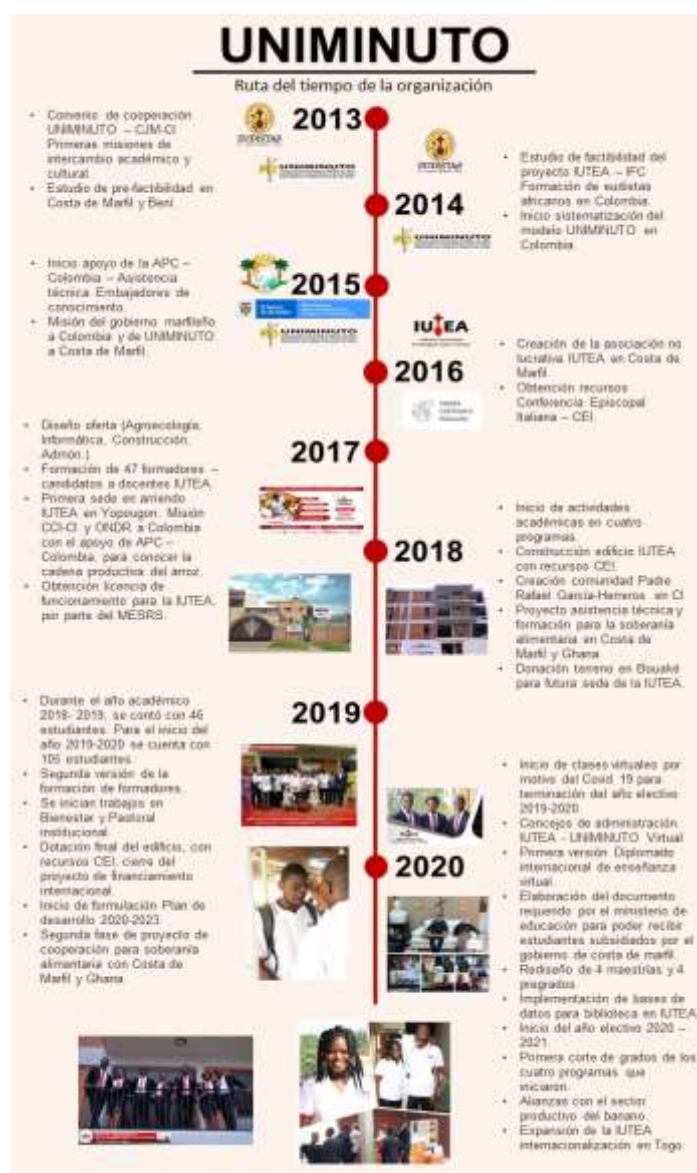 UNIMINUTO
Ruta del tiempo de la organización
2013
• Convenio de cooperación
UNIMINUTO – CJM-CI
Primeras misiones de
intercambio académico y
cultural.
• Estudio de pre-factibilidad en
Costa de Marfil y Beni.
UNIMINUTO
2014
• Estudio de factibilidad del
proyecto IUTEA – IFC
Formación de eudistas
africanos en Colombia.
• Inicio sistematización del
modelo UNIMINUTO en
Colombia.
UNIMINUTO
2015
• Inicio apoyo de la APC –
Colombia – Asistencia
técnica Embajadores de
conocimiento.
• Misión del gobierno marfileño
a Colombia y de UNIMINUTO
a Costa de Marfil.
UNIMINUTO
IUTEA
2016
• Creación de la asociación no
lucrativa IUTEA en Costa de
Marfil.
• Obtención recursos
Conferencia Episcopal
Italiana – CEI.
2017
• Diseño oferta (Agroecología,
Informática, Construcción,
Admón.)
• Formación de 47 formadores –
candidatos a docentes IUTEA.
• Primera sede en arriendo
IUTEA en Yopougon. Misión
CCI-CI y ONDR a Colombia
con el apoyo de APC –
Colombia, para conocer la
cadena productiva del arroz.
• Obtención licencia de
funcionamiento para la IUTEA,
por parte del MESRS.
2018
• Inicio de actividades
académicas en cuatro
programas.
• Construcción edificio IUTEA
con recursos CEI.
• Creación comunidad Padre
Rafael García-Herreros en CI
• Proyecto asistencia técnica y
formación para la soberanía
alimentaria en Costa de
Marfil y Ghana.
• Donación terreno en Bouaké
para futura sede de la IUTEA.
2019
• Durante el año académico
2018- 2019, se contó con 46
estudiantes. Para el inicio del
año 2019-2020 se cuenta con
105 estudiantes.
• Segunda versión de la
formación de formadores.
• Se inician trabajos en
Bienestar y Pastoral
institucional.
• Dotación final del edificio, con
recursos CEI, cierre del
proyecto de financiamiento
internacional.
• Inicio de formulación Plan de
desarrollo 2020-2023.
• Segunda fase de proyecto de
cooperación para soberanía
alimentaria con Costa de
Marfil y Ghana.
2020
• Inicio de clases virtuales por
motivo del Covid 19 para
terminación del año electivo
2019-2020.
• Concejos de administración
IUTEA - UNIMINUTO Virtual
• Primera versión Diplomado
internacional de enseñanza
virtual.
• Elaboración del documento
requerido por el ministerio de
educación para poder recibir
estudiantes subsidiados por el
gobierno de costa de marfil.
• Rediseño de 4 maestrías y 4
pregrados.
• Implementación de bases de
datos para biblioteca en IUTEA
• Inicio del año electivo 2020 –
2021.
• Primera corte de grados de los
cuatro programas que
iniciaron.
• Alianzas con el sector
productivo del banano.
• Expansión de la IUTEA
internacionalización en Togo.